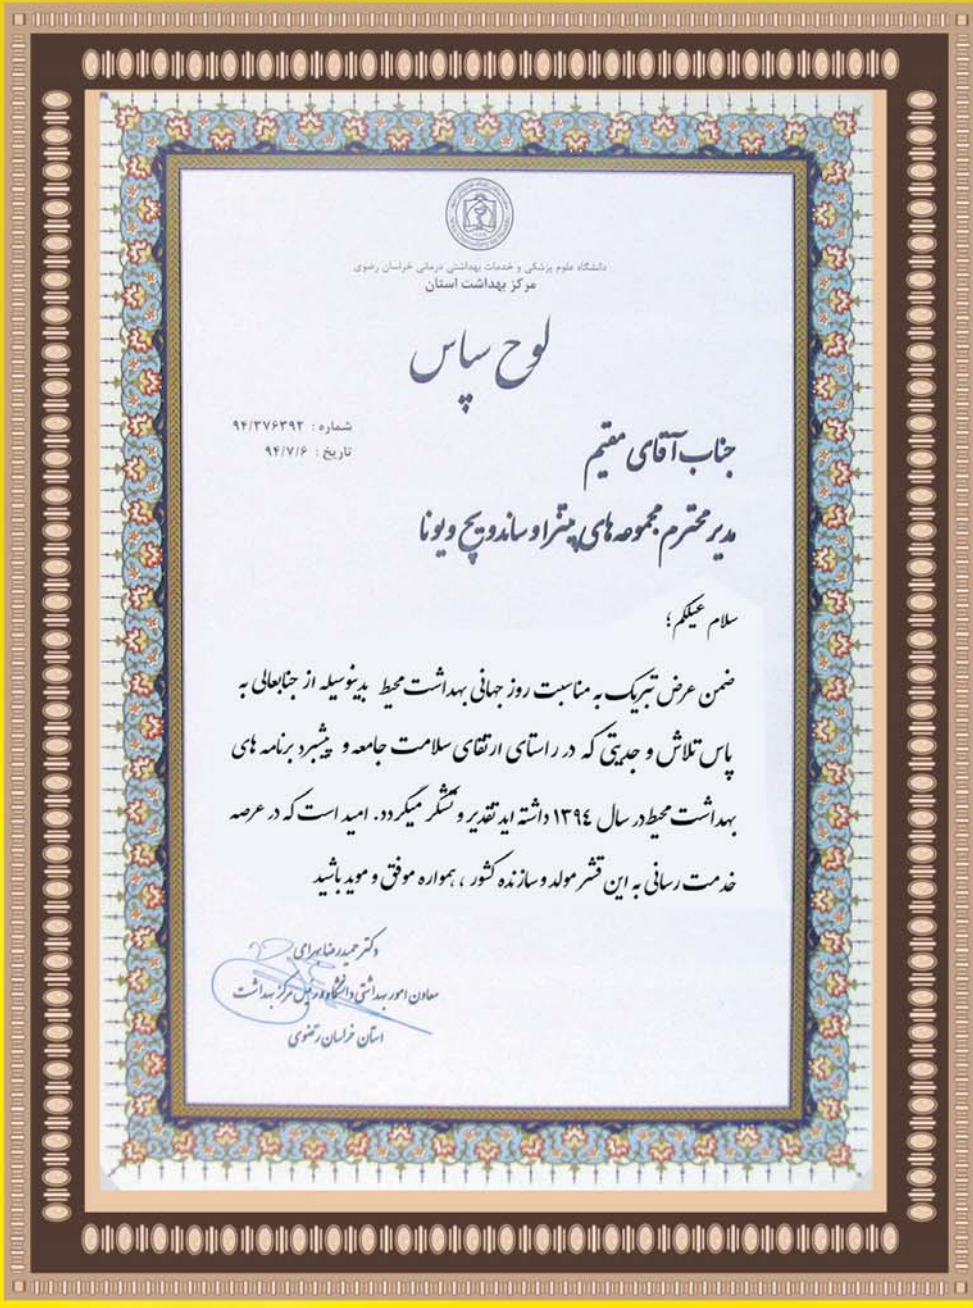 دانشگاه علوم پزشکی و خدمات بهداشتی درمانی خراسان رضوی
مرکز بهداشت استان
لوح سپاس
شماره : ۹۴/۳۷۶۳۹۲
تاریخ : ۹۴/۷/۶
جناب آقای مقیم
مدیر محترم مجموعه های پیتزا و ساندویچ ویونا
سلام علیکم ؛
ضمن عرض تبریک به مناسبت روز جهانی بهداشت محیط بدینوسیله از جنابعالی به
پاس تلاش و جدیتی که در راستای ارتقای سلامت جامعه و پیشبرد برنامه های
بهداشت محیط در سال ۱۳۹٤ داشته اید تقدیر و تشکر میگردد. امید است که در عرصه
خدمت رسانی به این قشر مولد و سازنده کشور ، همواره موفق و موید باشید
دکتر حمیدرضا بهرامی
معاون امور بهداشتی دانشگاه و رئیس مرکز بهداشت
استان خراسان رضوی